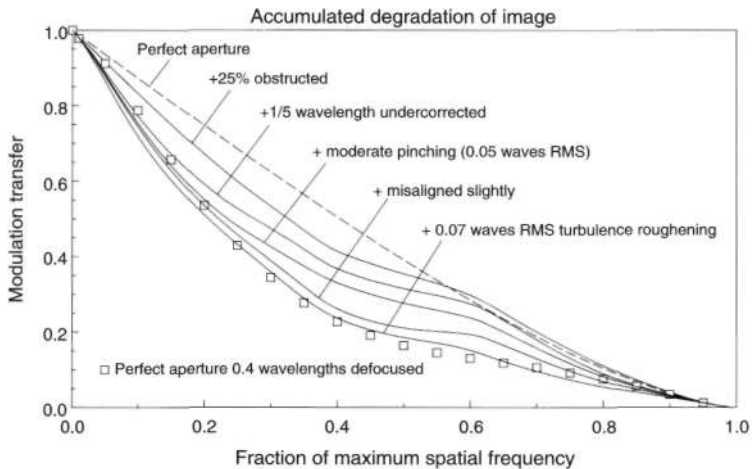 Accumulated degradation of image
1.0
Perfect aperture
+25% obstructed
0.8
+1/5 wavelength undercorrected
+ moderate pinching (0.05 waves RMS)
0.6
+ misaligned slightly
+ 0.07 waves RMS turbulence roughening
Modulation transfer
0.4
0.2
□ Perfect aperture 0.4 wavelengths defocused
0.0
0.0 0.2 0.4 0.6 0.8 1.0
Fraction of maximum spatial frequency